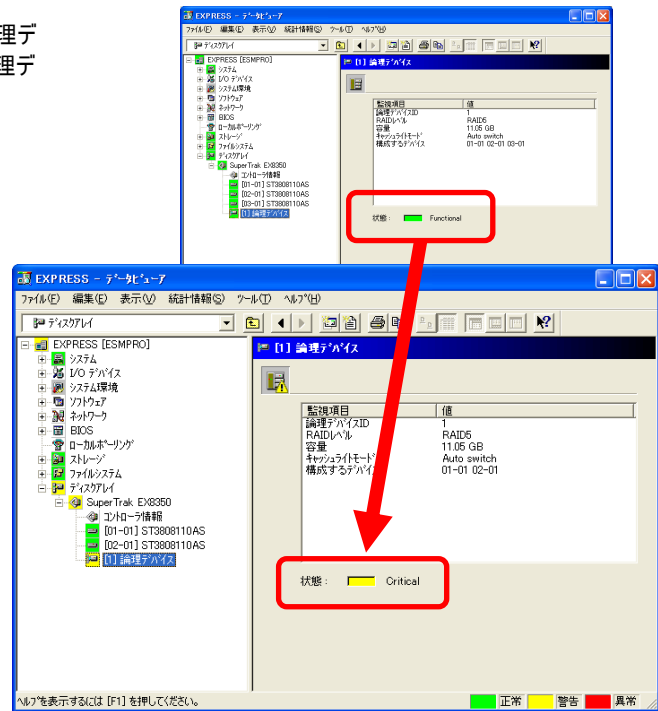 理デ
理デ
EXPRESS - ﾃﾞｰﾀﾋﾞｭｰｱ
ﾌｧｲﾙ(F) 編集(E) 表示(V) 統計情報(S) ﾂｰﾙ(T) ﾍﾙﾌﾟ(H)
ﾃﾞｨｽｸｱﾚｲ
EXPRESS [ESMPRO]
ｼｽﾃﾑ
I/O ﾃﾞﾊﾞｲｽ
ｼｽﾃﾑ環境
ｿﾌﾄｳｪｱ
ﾈｯﾄﾜｰｸ
BIOS
ﾛｰｶﾙﾎﾟｰﾘﾝｸﾞ
ｽﾄﾚｰｼﾞ
ﾌｧｲﾙｼｽﾃﾑ
ﾃﾞｨｽｸｱﾚｲ
SuperTrak EX8350
ｺﾝﾄﾛｰﾗ情報
[01-01] ST3808110AS
[02-01] ST3808110AS
[03-01] ST3808110AS
[1] 論理ﾃﾞﾊﾞｲｽ
[1] 論理ﾃﾞﾊﾞｲｽ
監視項目 値
論理ﾃﾞﾊﾞｲｽID 1
RAIDﾚﾍﾞﾙ RAID5
容量 11.05 GB
ｷｬｯｼｭﾗｲﾄﾓｰﾄﾞ Auto switch
構成するﾃﾞﾊﾞｲｽ 01-01 02-01 03-01
状態 : Functional
EXPRESS - ﾃﾞｰﾀﾋﾞｭｰｱ
ﾌｧｲﾙ(F) 編集(E) 表示(V) 統計情報(S) ﾂｰﾙ(T) ﾍﾙﾌﾟ(H)
ﾃﾞｨｽｸｱﾚｲ
EXPRESS [ESMPRO]
ｼｽﾃﾑ
I/O ﾃﾞﾊﾞｲｽ
ｼｽﾃﾑ環境
ｿﾌﾄｳｪｱ
ﾈｯﾄﾜｰｸ
BIOS
ﾛｰｶﾙﾎﾟｰﾘﾝｸﾞ
ｽﾄﾚｰｼﾞ
ﾌｧｲﾙｼｽﾃﾑ
ﾃﾞｨｽｸｱﾚｲ
SuperTrak EX8350
ｺﾝﾄﾛｰﾗ情報
[01-01] ST3808110AS
[02-01] ST3808110AS
[1] 論理ﾃﾞﾊﾞｲｽ
[1] 論理ﾃﾞﾊﾞｲｽ
監視項目 値
論理ﾃﾞﾊﾞｲｽID 1
RAIDﾚﾍﾞﾙ RAID5
容量 11.05 GB
ｷｬｯｼｭﾗｲﾄﾓｰﾄﾞ Auto switch
構成するﾃﾞﾊﾞｲｽ 01-01 02-01
状態 : Critical
ﾍﾙﾌﾟを表示するには [F1] を押してください。 正常 警告 異常